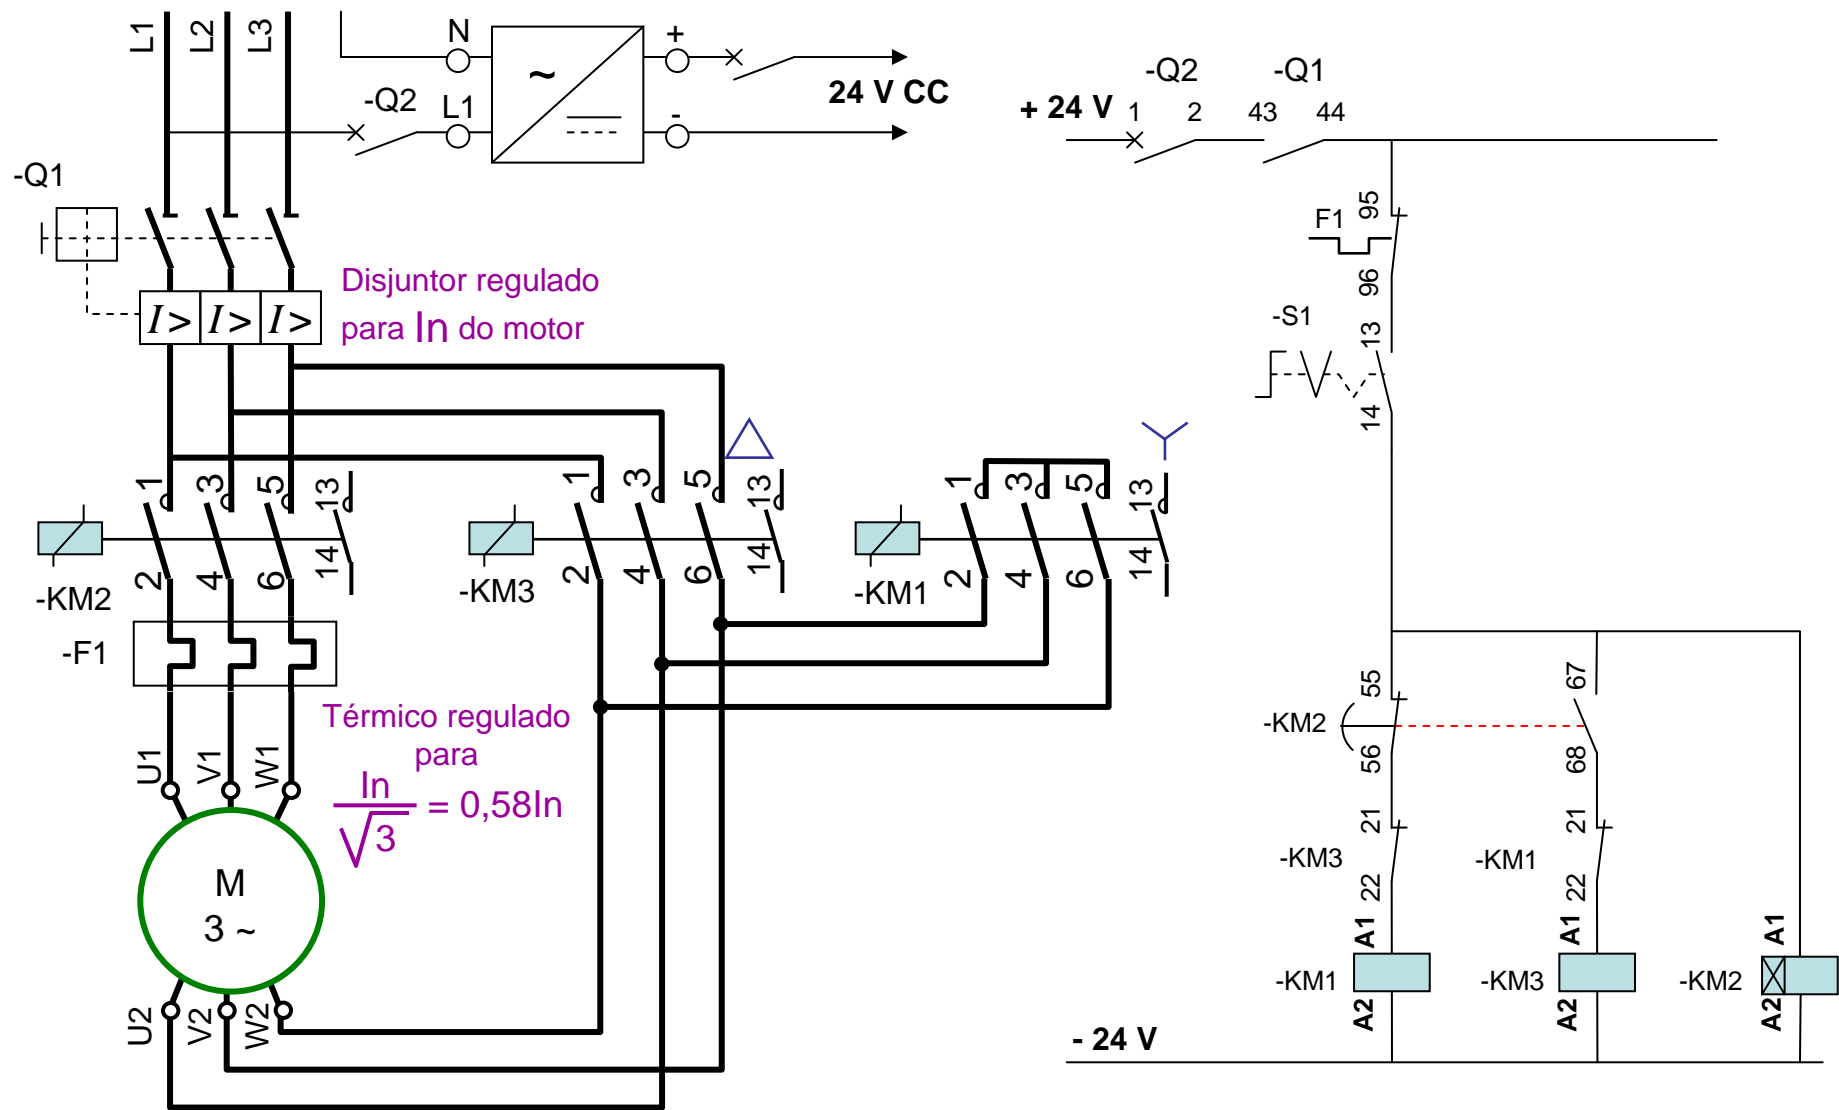 L1 L2 L3
N
+
-Q2 L1
~
-
24 V CC
-Q1
I > I > I >
Disjuntor regulado
para In do motor
1 3 5 13
2 4 6 14
-KM2
1 3 5 13
2 4 6 14
-KM3
1 3 5 13
2 4 6 14
-KM1
-F1
Térmico regulado
para
In
√3
= 0,58In
U1 V1 W1
M
3 ~
U2 V2 W2
-Q2 -Q1
+ 24 V 1 2 43 44
F1 95
96
-S1 13
14
55 67
-KM2
56 68
21 21
-KM3 -KM1
22 22
A1 A1 A1
-KM1 -KM3 -KM2
A2 A2 A2
- 24 V